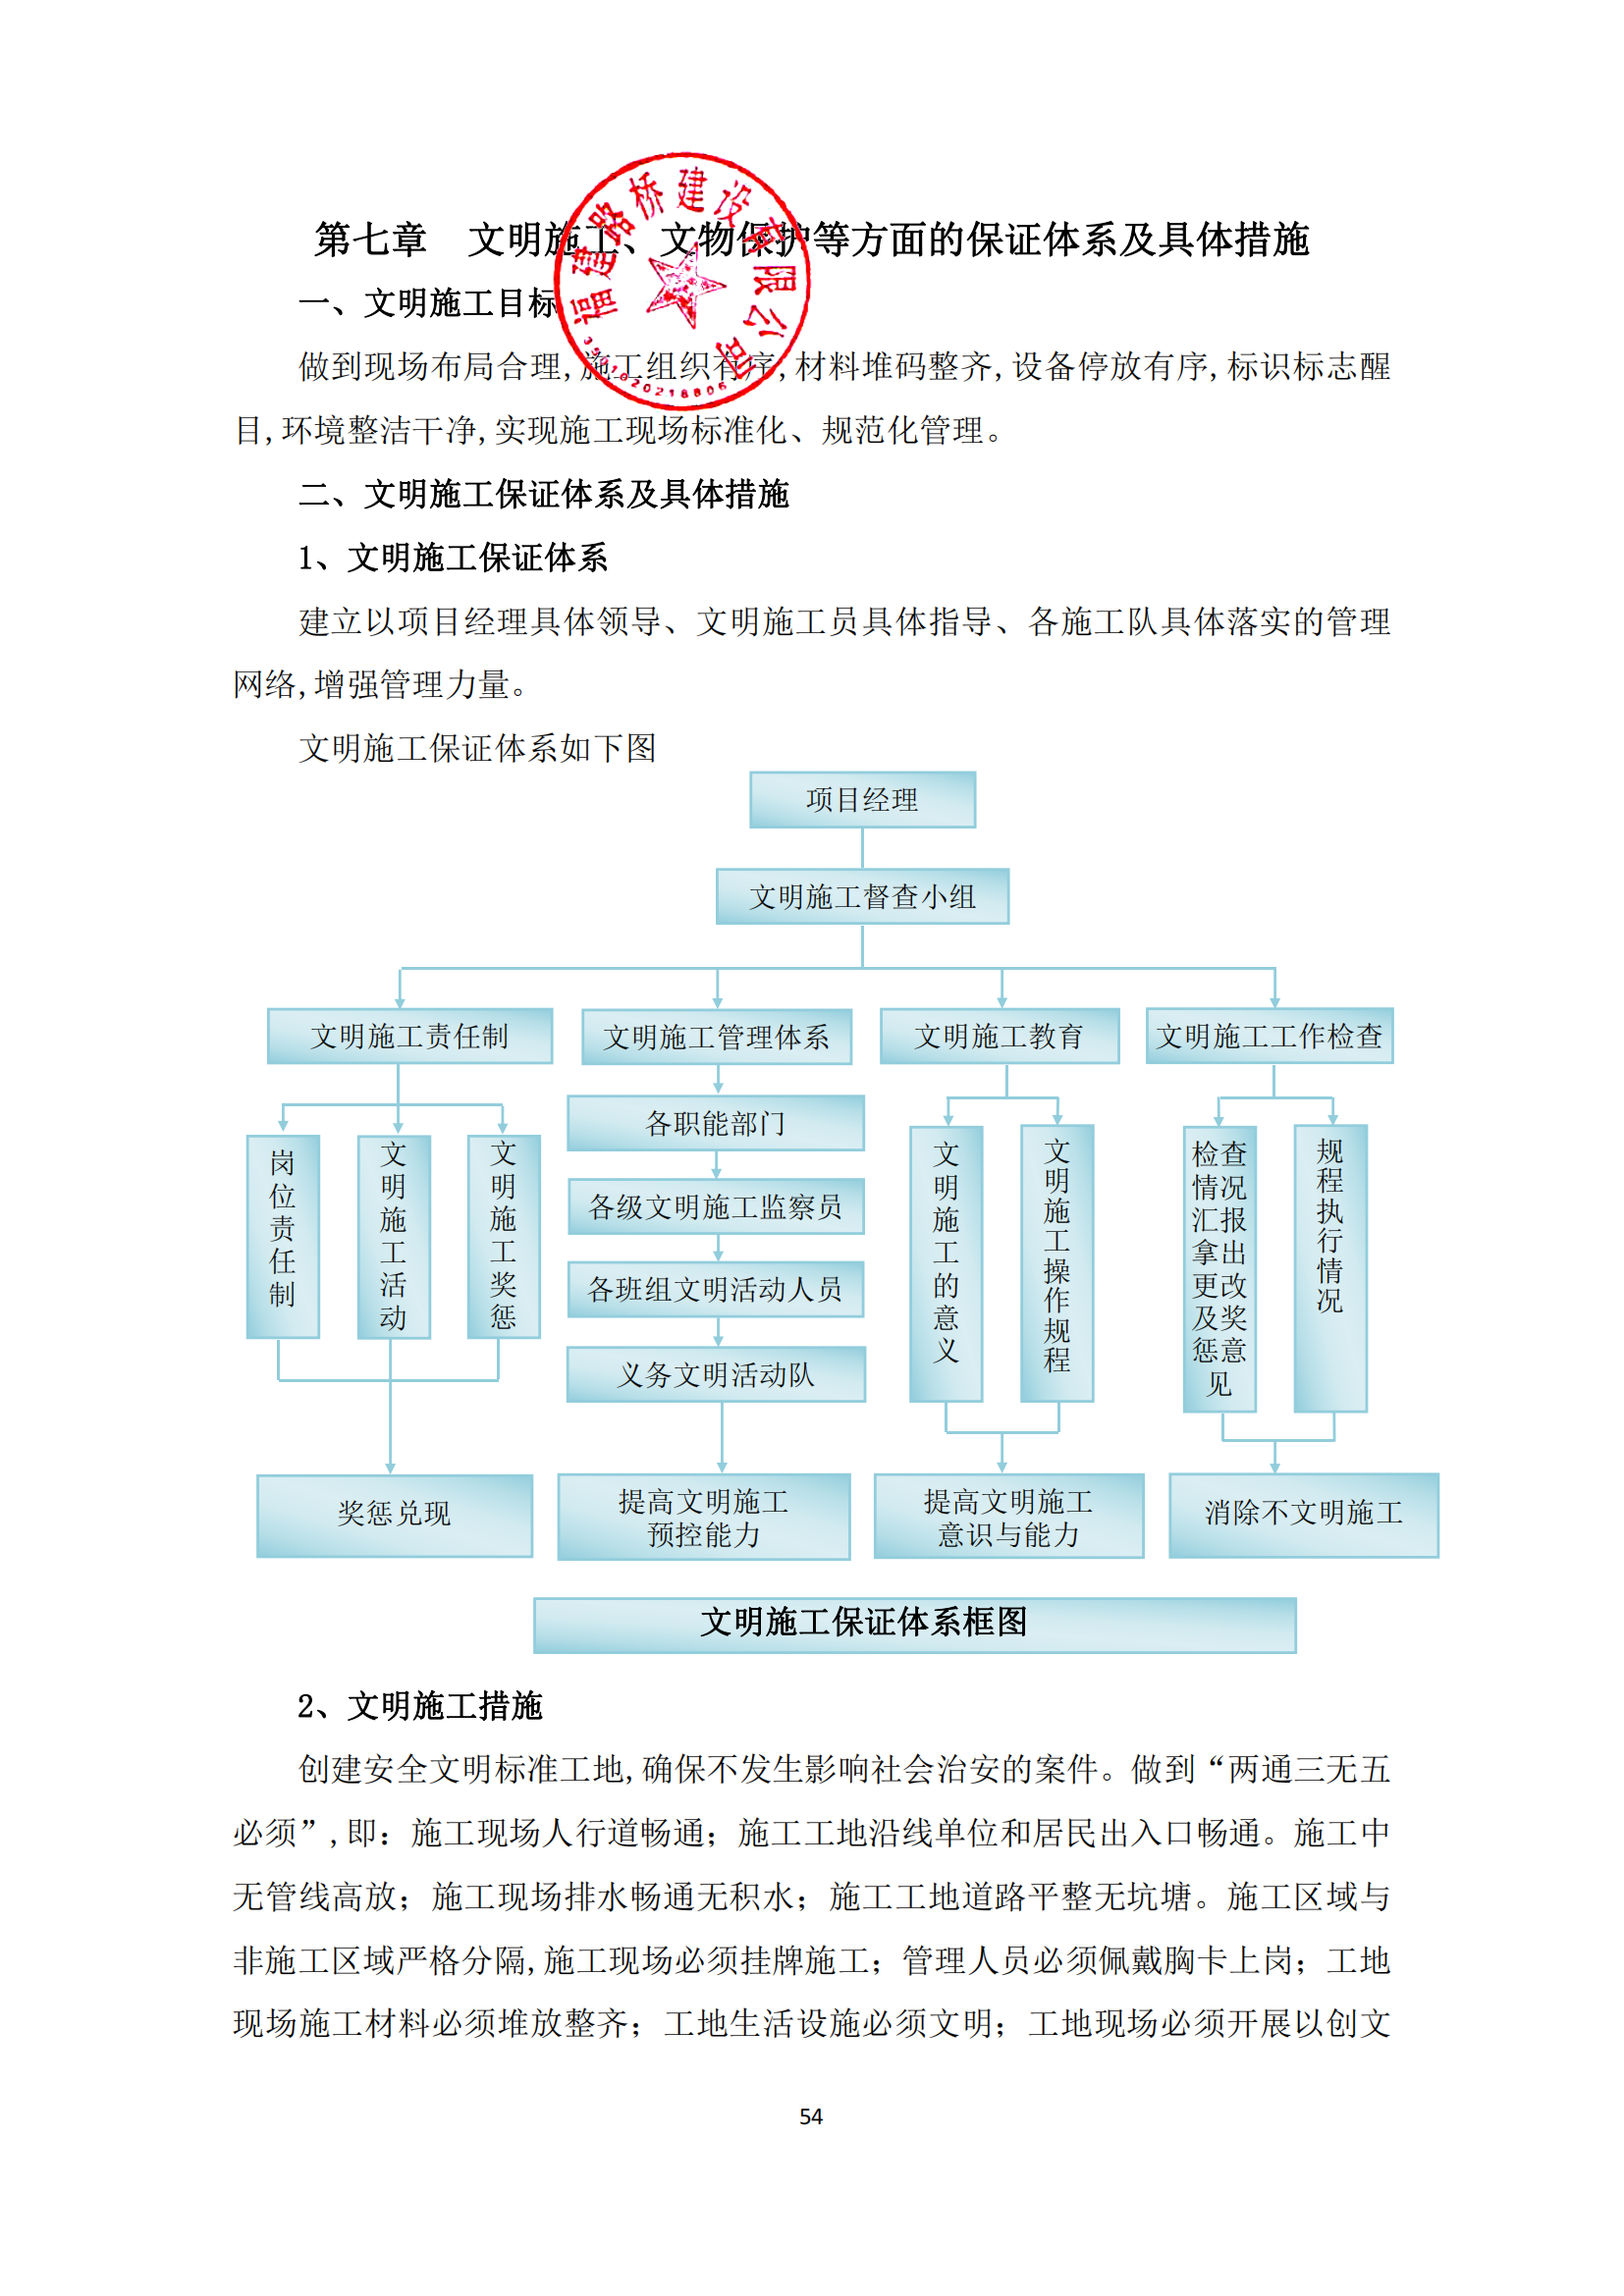 第七章 文明施工、文物保护等方面的保证体系及具体措施
福建路桥建设有限公司
一、文明施工目标
做到现场布局合理,施工组织有序,材料堆码整齐,设备停放有序,标识标志醒
目,环境整洁干净,实现施工现场标准化、规范化管理。
二、文明施工保证体系及具体措施
1、文明施工保证体系
建立以项目经理具体领导、文明施工员具体指导、各施工队具体落实的管理
网络,增强管理力量。
文明施工保证体系如下图
项目经理
文明施工督查小组
文明施工责任制
文明施工管理体系
文明施工教育
文明施工工作检查
岗位责任制
文明施工活动
文明施工奖惩
各职能部门
各级文明施工监察员
各班组文明活动人员
义务文明活动队
文明施工的意义
文明施工操作规程
检查
情况
汇报
拿出
更改
及奖
惩意
见
规程执行情况
奖惩兑现
提高文明施工
预控能力
提高文明施工
意识与能力
消除不文明施工
文明施工保证体系框图
2、文明施工措施
创建安全文明标准工地,确保不发生影响社会治安的案件。做到“两通三无五
必须”,即：施工现场人行道畅通；施工工地沿线单位和居民出入口畅通。施工中
无管线高放；施工现场排水畅通无积水；施工工地道路平整无坑塘。施工区域与
非施工区域严格分隔,施工现场必须挂牌施工；管理人员必须佩戴胸卡上岗；工地
现场施工材料必须堆放整齐；工地生活设施必须文明；工地现场必须开展以创文
54